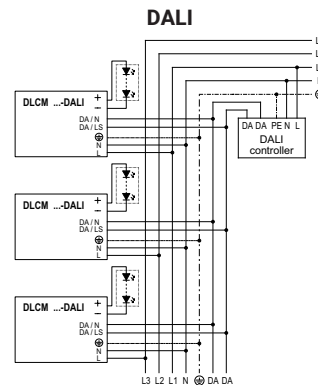 DALI
L
L
L
DLCM ...-DALI
+
–
DA / N
DA / LS
N
L
DA DA PE N L
DALI
controller
DLCM ...-DALI
+
–
DA / N
DA / LS
N
L
DLCM ...-DALI
+
–
DA / N
DA / LS
N
L
L3 L2 L1 N DA DA